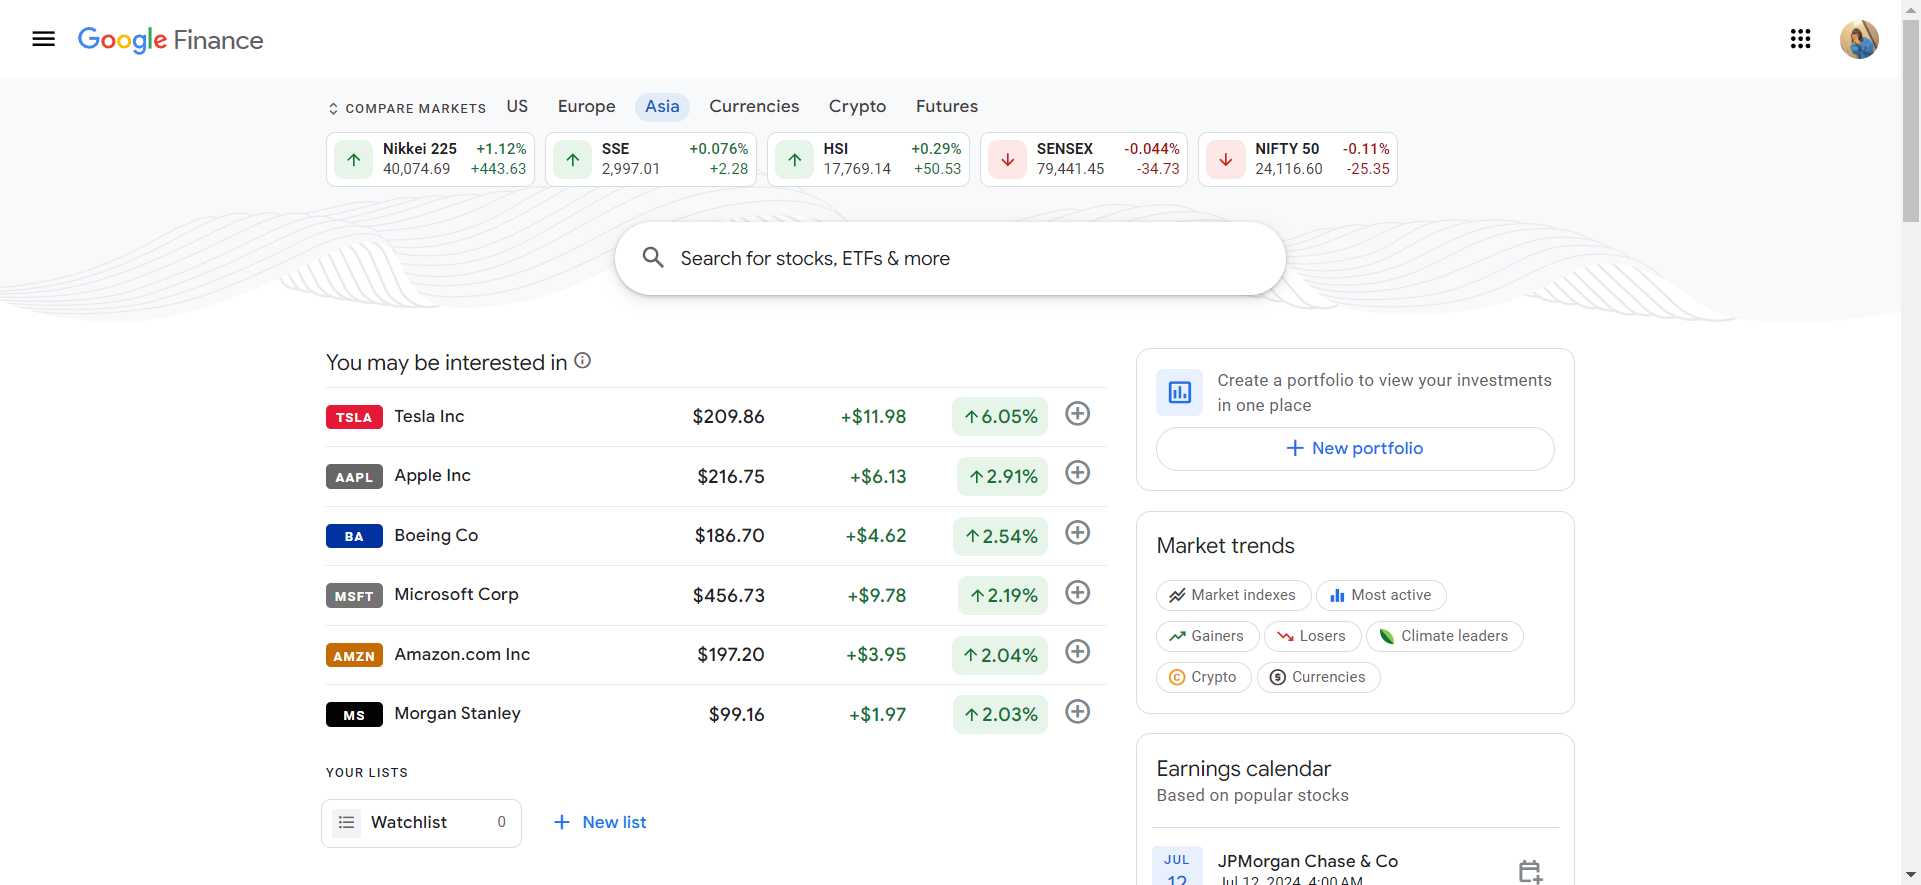 Google Finance
COMPARE MARKETS US Europe Asia Currencies Crypto Futures
Nikkei 225 +1.12% SSE +0.076% HSI +0.29% SENSEX -0.044% NIFTY 50 -0.11%
40,074.69 +443.63 2,997.01 +2.28 17,769.14 +50.53 79,441.45 -34.73 24,116.60 -25.35
Search for stocks, ETFs & more
You may be interested in
TSLA Tesla Inc $209.86 +$11.98 6.05%
AAPL Apple Inc $216.75 +$6.13 2.91%
BA Boeing Co $186.70 +$4.62 2.54%
MSFT Microsoft Corp $456.73 +$9.78 2.19%
AMZN Amazon.com Inc $197.20 +$3.95 2.04%
MS Morgan Stanley $99.16 +$1.97 2.03%
YOUR LISTS
Watchlist 0 + New list
Create a portfolio to view your investments
in one place
+ New portfolio
Market trends
Market indexes Most active
Gainers Losers Climate leaders
Crypto Currencies
Earnings calendar
Based on popular stocks
JUL JPMorgan Chase & Co
12 Jul 12, 2024, 4:00 AM